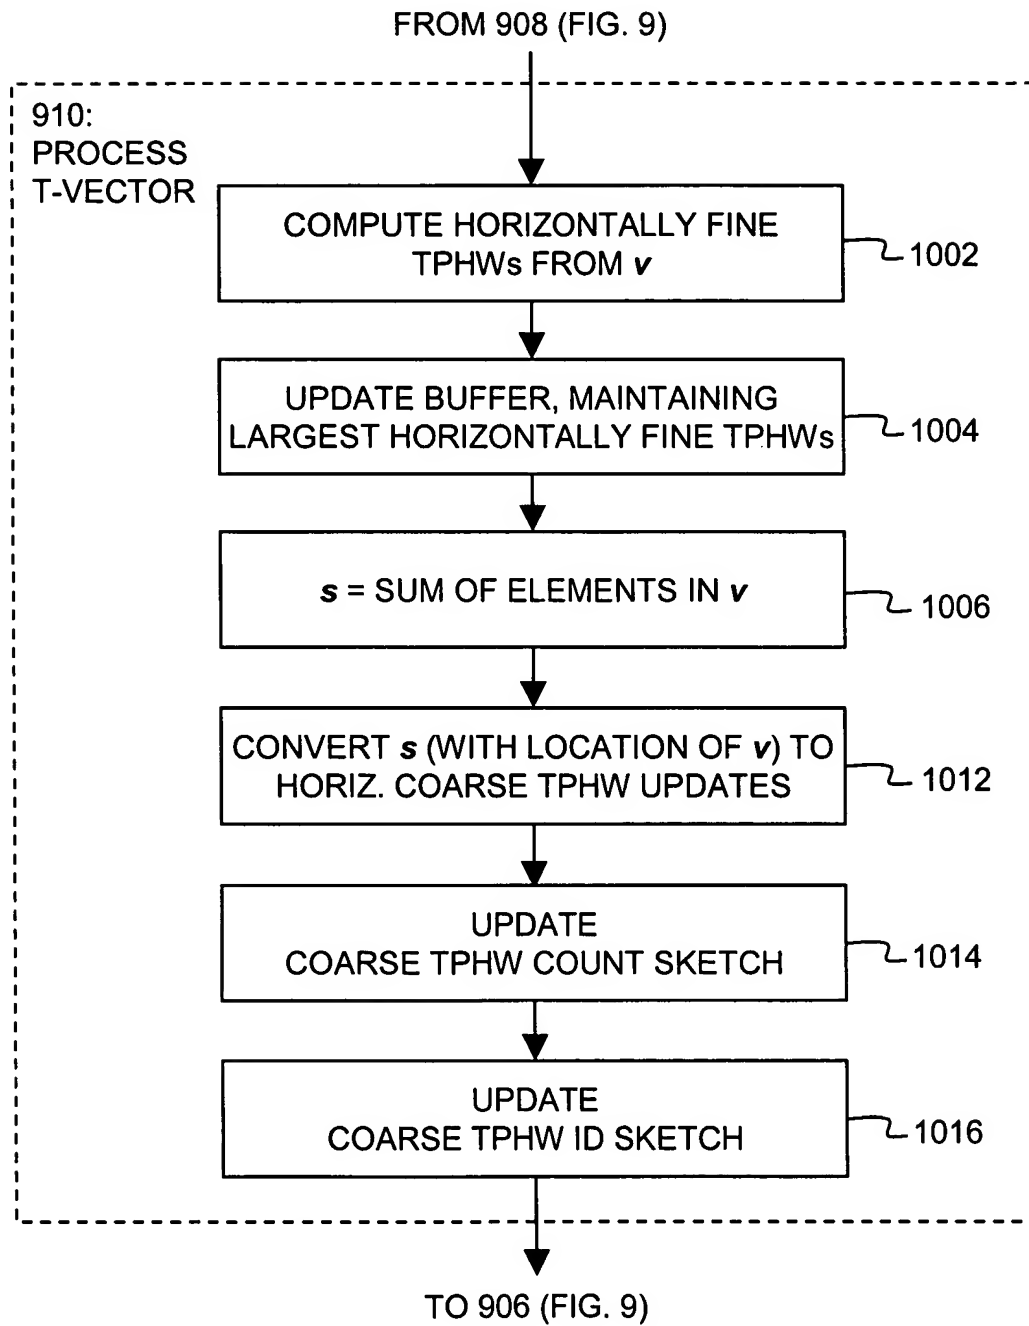 FROM 908 (FIG. 9)
910:
PROCESS
T-VECTOR
COMPUTE HORIZONTALLY FINE
TPHWs FROM v
1002
UPDATE BUFFER, MAINTAINING
LARGEST HORIZONTALLY FINE TPHWs
1004
s = SUM OF ELEMENTS IN v
1006
CONVERT s (WITH LOCATION OF v) TO
HORIZ. COARSE TPHW UPDATES
1012
UPDATE
COARSE TPHW COUNT SKETCH
1014
UPDATE
COARSE TPHW ID SKETCH
1016
TO 906 (FIG. 9)